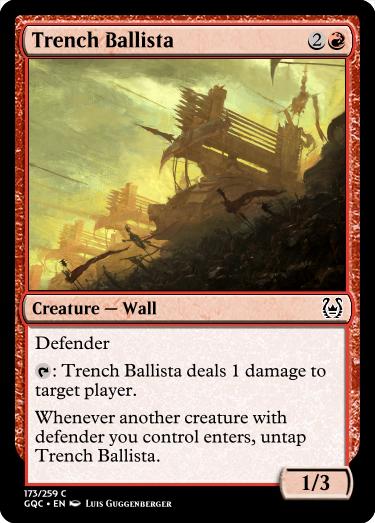 Trench Ballista 2
Creature — Wall
Defender
: Trench Ballista deals 1 damage to
target player.
Whenever another creature with
defender you control enters, untap
Trench Ballista.
1/3
173/259 C
GQC • EN Luis Guggenberger